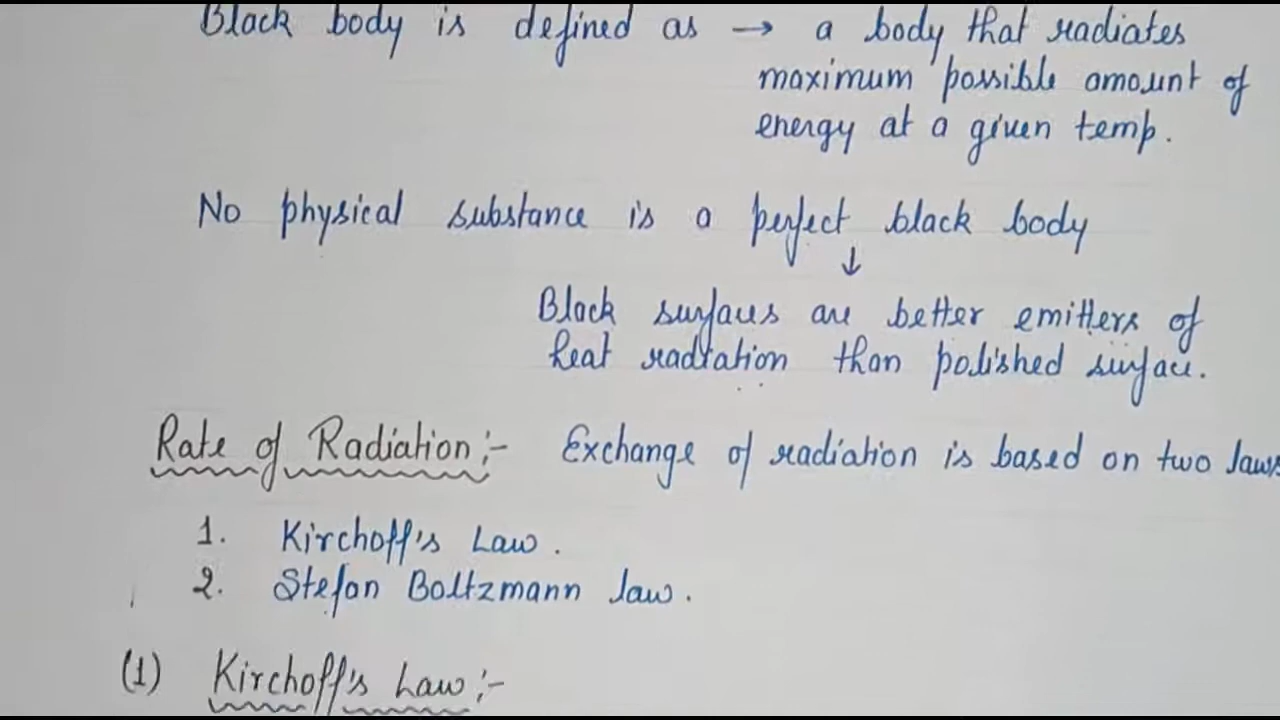 Black body is defined as → a body that radiates
maximum possible amount of
energy at a given temp.
No physical substance is a perfect black body
↓
Black surfaces are better emitters of
heat radiation than polished surface.
Rate of Radiation :- Exchange of radiation is based on two laws
1. Kirchoff's Law.
2. Stefan Boltzmann law.
(1) Kirchoff's Law :-